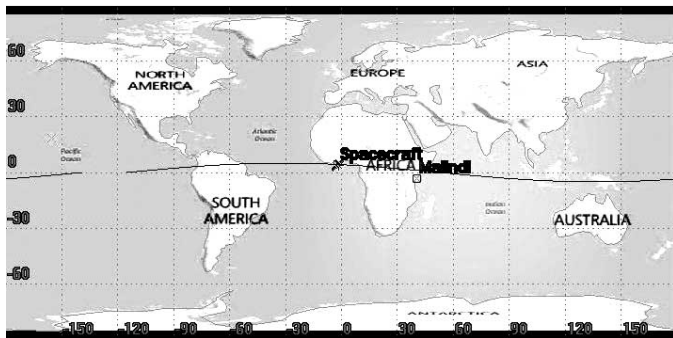 60
NORTH
AMERICA
EUROPE
ASIA
30
Pacific
Ocean
Atlantic
Ocean
Spacecraft
AFRICA
Malindi
0
SOUTH
AMERICA
Indian
Ocean
AUSTRALIA
-30
-60
ANTARCTICA
-150 -120 -90 -60 -30 0 30 60 90 120 150